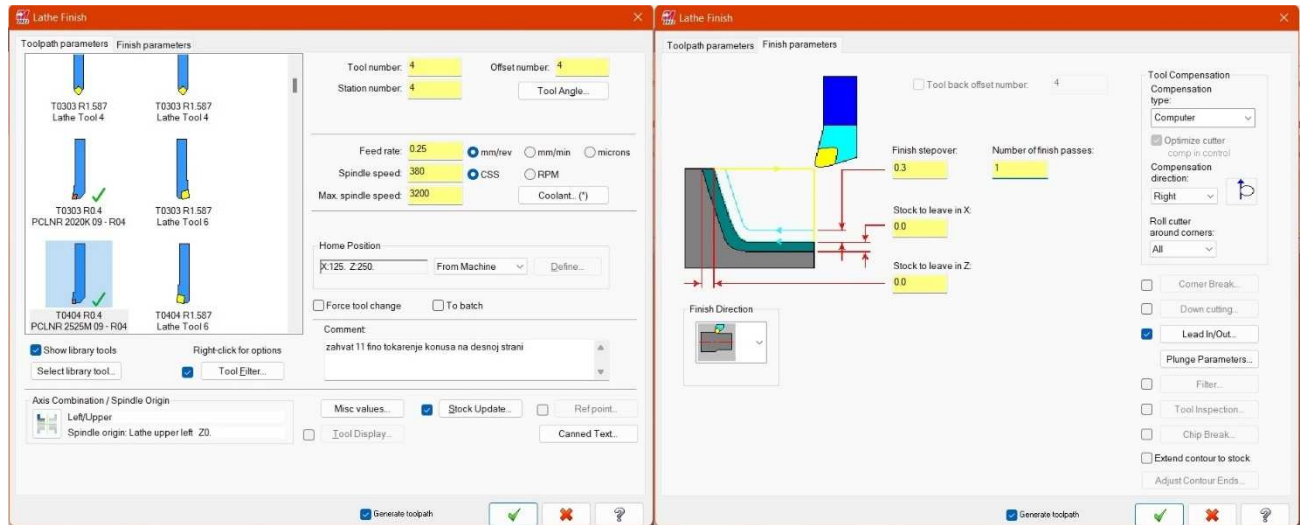 Lathe Finish
Toolpath parameters Finish parameters
T0303 R1.587 T0303 R1.587
Lathe Tool 4 Lathe Tool 4
T0303 R0.4 T0303 R1.587
PCLNR 2020K 09 - R04 Lathe Tool 6
T0404 R0.4 T0404 R1.587
PCLNR 2525M 09 - R04 Lathe Tool 6
Show library tools Right-click for options
Select library tool... Tool Filter...
Axis Combination / Spindle Origin
Left/Upper
Spindle origin: Lathe upper left Z0.
Tool number: 4 Offset number: 4
Station number: 4 Tool Angle...
Feed rate: 0.25 mm/rev mm/min microns
Spindle speed: 380 CSS RPM
Max. spindle speed: 3200 Coolant.. (*)
Home Position
X:125. Z:250. From Machine Define...
Force tool change To batch
Comment:
zahvat 11 fino tokarenje konusa na desnoj strani
Misc values... Stock Update... Ref point...
Tool Display... Canned Text...
Generate toolpath
Lathe Finish
Toolpath parameters Finish parameters
Tool back offset number: 4
Finish stepover: Number of finish passes:
0.3 1
Stock to leave in X:
0.0
Stock to leave in Z:
0.0
Finish Direction
Tool Compensation
Compensation
type:
Computer
Optimize cutter
comp in control
Compensation
direction:
Right
Roll cutter
around corners:
All
Corner Break...
Down cutting...
Lead In/Out...
Plunge Parameters...
Filter...
Tool Inspection...
Chip Break...
Extend contour to stock
Adjust Contour Ends...
Generate toolpath